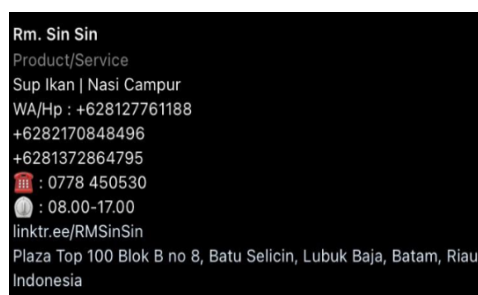 Rm. Sin Sin
Product/Service
Sup Ikan | Nasi Campur
WA/Hp : +628127761188
+6282170848496
+6281372864795
☎️ : 0778 450530
: 08.00-17.00
linktr.ee/RMSinSin
Plaza Top 100 Blok B no 8, Batu Selicin, Lubuk Baja, Batam, Riau
Indonesia